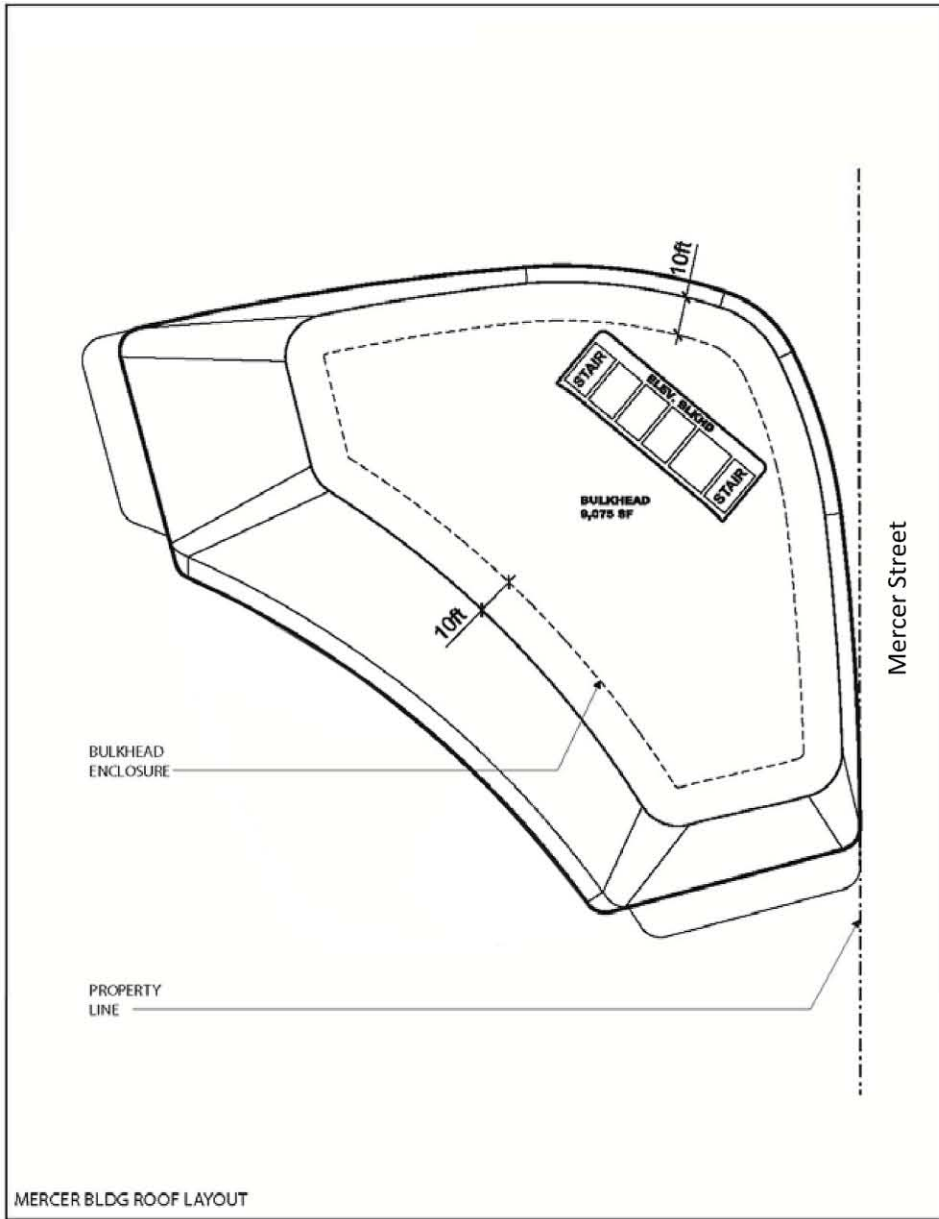 10ft
STAIR
ELEV. BLKHD
STAIR
BULKHEAD
9,075 SF
Mercer Street
10ft
BULKHEAD
ENCLOSURE
PROPERTY
LINE
MERCER BLDG ROOF LAYOUT